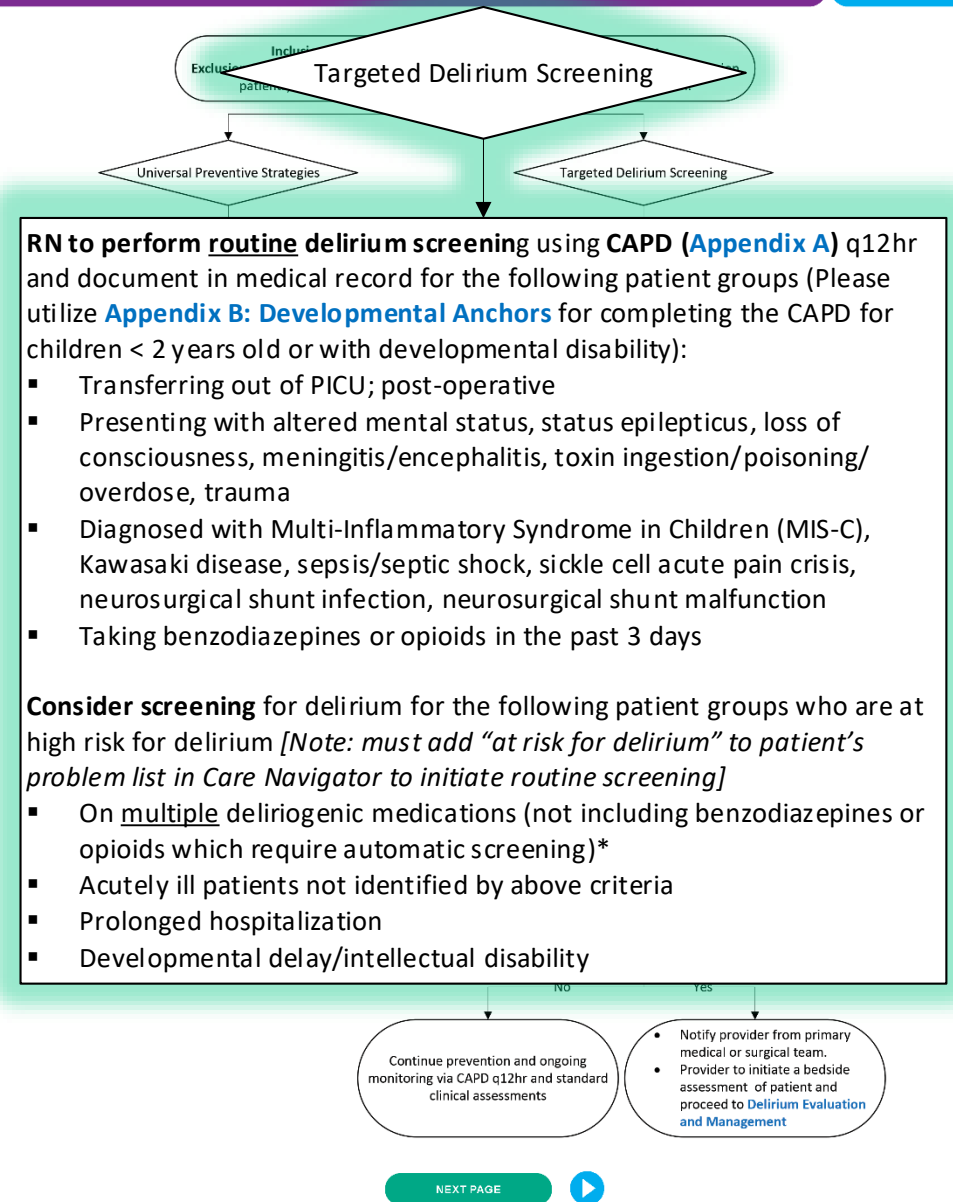 Inclusi
Exclusio
patien
on
Targeted Delirium Screening
Universal Preventive Strategies
Targeted Delirium Screening
RN to perform routine delirium screening using CAPD (Appendix A) q12hr
and document in medical record for the following patient groups (Please
utilize Appendix B: Developmental Anchors for completing the CAPD for
children < 2 years old or with developmental disability):
▪ Transferring out of PICU; post-operative
▪ Presenting with altered mental status, status epilepticus, loss of
consciousness, meningitis/encephalitis, toxin ingestion/poisoning/
overdose, trauma
▪ Diagnosed with Multi-Inflammatory Syndrome in Children (MIS-C),
Kawasaki disease, sepsis/septic shock, sickle cell acute pain crisis,
neurosurgical shunt infection, neurosurgical shunt malfunction
▪ Taking benzodiazepines or opioids in the past 3 days
Consider screening for delirium for the following patient groups who are at
high risk for delirium [Note: must add “at risk for delirium” to patient’s
problem list in Care Navigator to initiate routine screening]
▪ On multiple deliriogenic medications (not including benzodiazepines or
opioids which require automatic screening)*
▪ Acutely ill patients not identified by above criteria
▪ Prolonged hospitalization
▪ Developmental delay/intellectual disability
No
Yes
Continue prevention and ongoing
monitoring via CAPD q12hr and standard
clinical assessments
• Notify provider from primary
medical or surgical team.
• Provider to initiate a bedside
assessment of patient and
proceed to Delirium Evaluation
and Management
NEXT PAGE